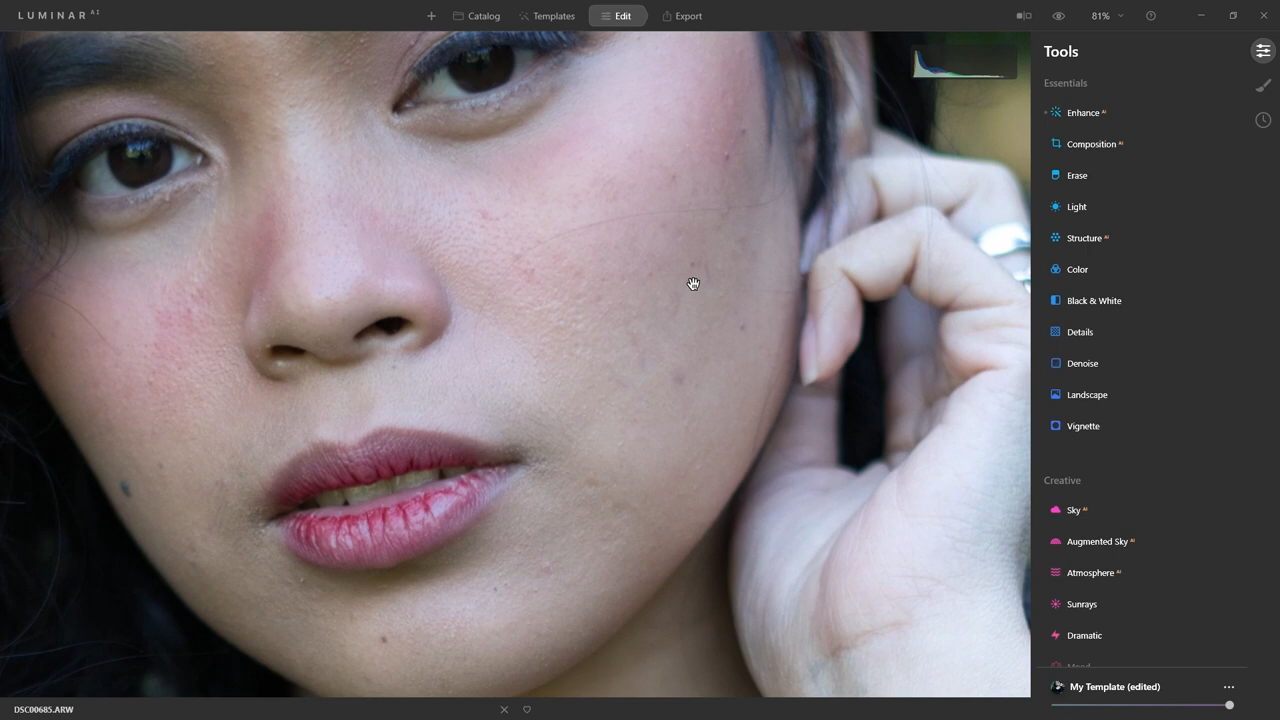 LUMINAR AI
Catalog
Templates
Edit
Export
81%
Tools
Essentials
Enhance AI
Composition AI
Erase
Light
Structure AI
Color
Black & White
Details
Denoise
Landscape
Vignette
Creative
Sky AI
Augmented Sky AI
Atmosphere AI
Sunrays
Dramatic
Mood
My Template (edited)
DSC00685.ARW